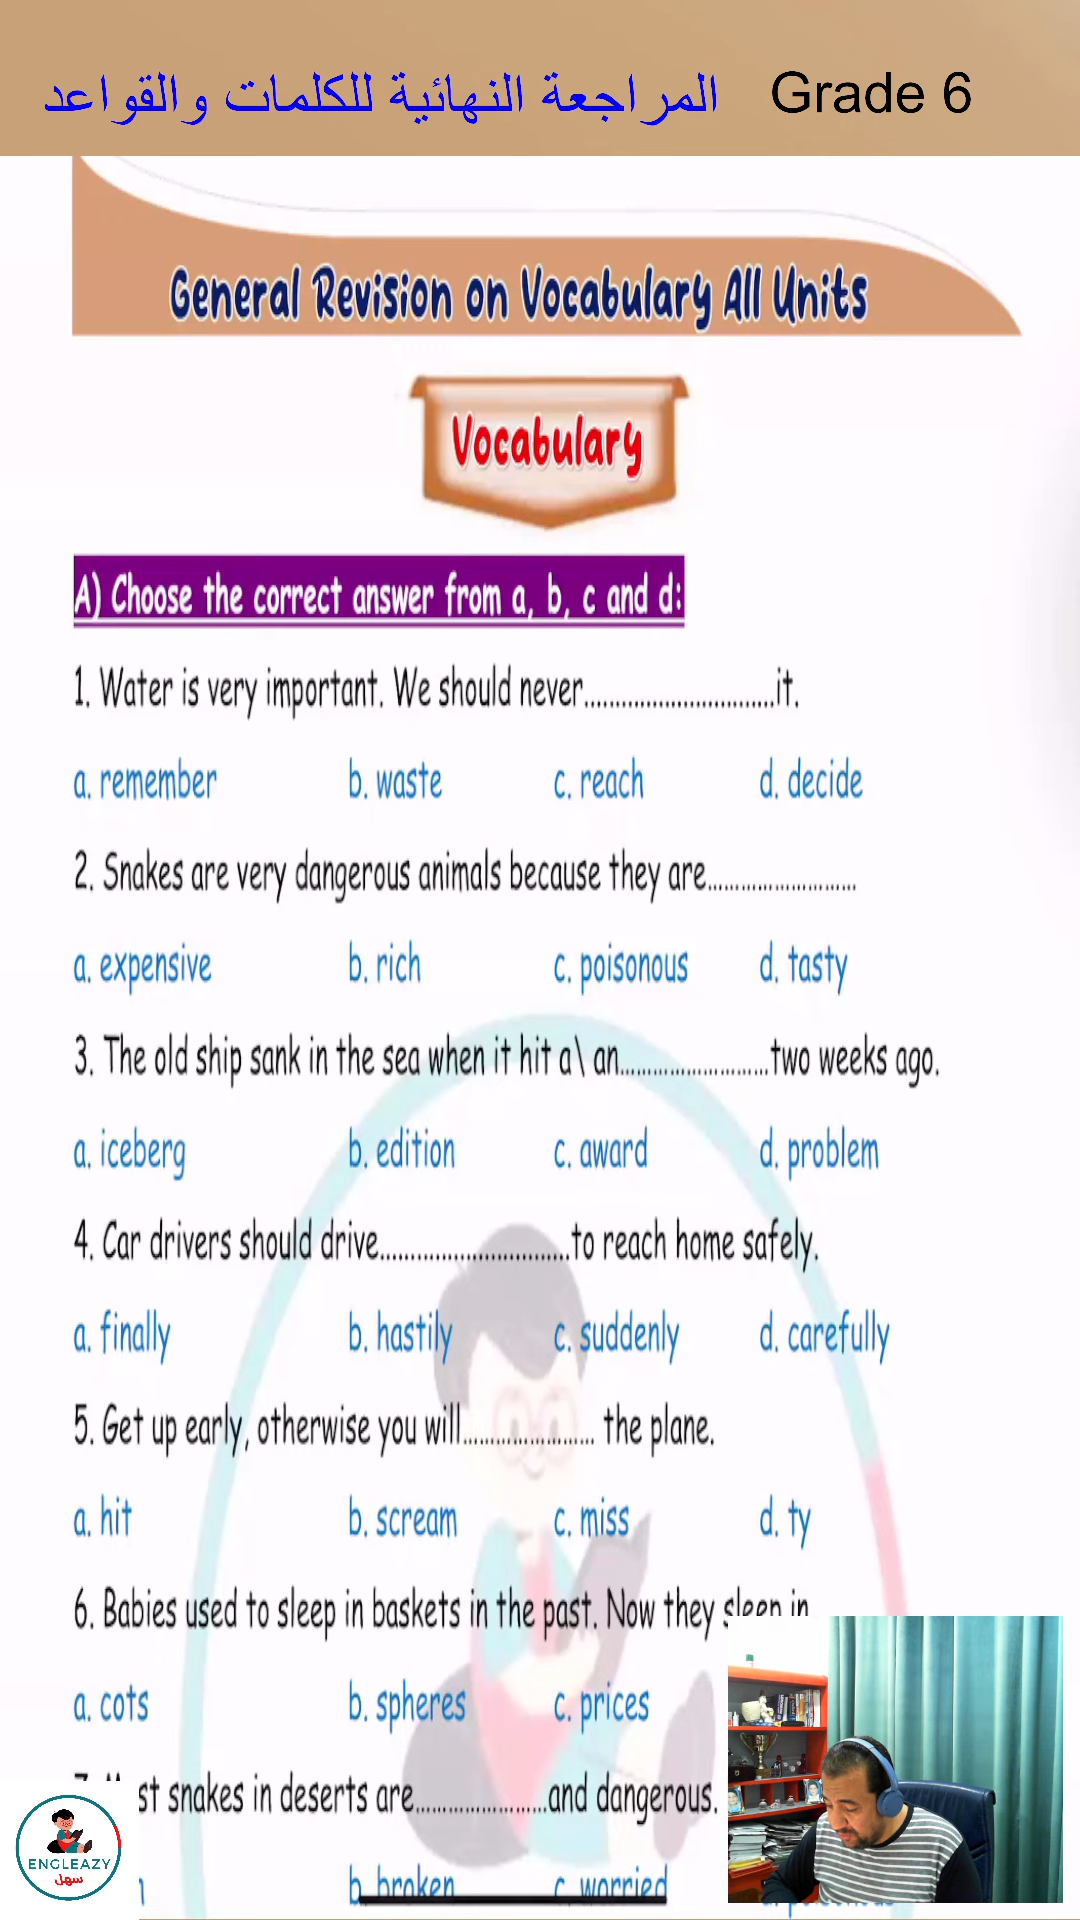 المراجعة النهائية للكلمات والقواعد Grade 6
General Revision on Vocabulary All Units
Vocabulary
A) Choose the correct answer from a, b, c and d:
1. Water is very important. We should never..............................it.
a. remember b. waste c. reach d. decide
2. Snakes are very dangerous animals because they are...........................
a. expensive b. rich c. poisonous d. tasty
3. The old ship sank in the sea when it hit a\ an...........................two weeks ago.
a. iceberg b. edition c. award d. problem
4. Car drivers should drive..............................to reach home safely.
a. finally b. hastily c. suddenly d. carefully
5. Get up early, otherwise you will........................ the plane.
a. hit b. scream c. miss d. ty
6. Babies used to sleep in baskets in the past. Now they sleep in
a. cots b. spheres c. prices
st snakes in deserts are........................and dangerous.
b. broken c. worried
ENGLEAZY
سهل